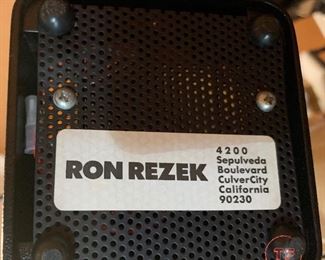 RON REZEK
4200
Sepulveda
Boulevard
CulverCity
California
90230